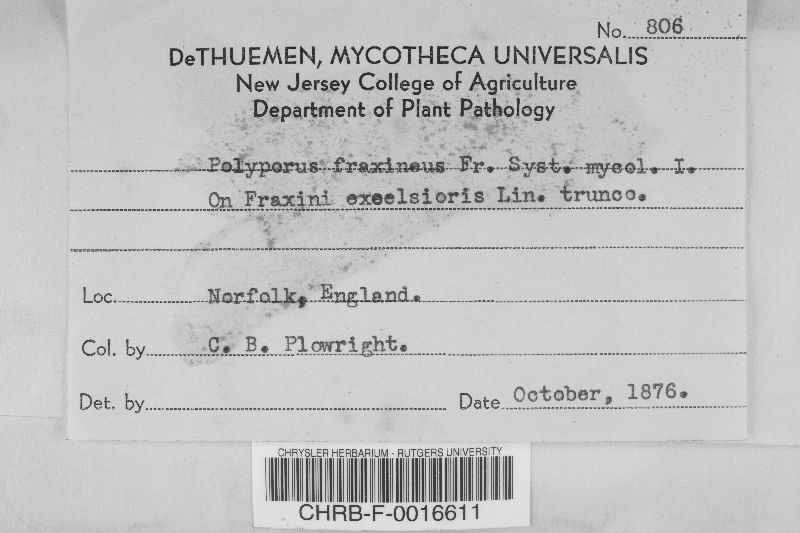 No. 806
DeTHUEMEN, MYCOTHECA UNIVERSALIS
New Jersey College of Agriculture
Department of Plant Pathology
Polyporus fraxineus Fr. Syst. mycol. I.
On Fraxini exeelsioris Lin. trunco.
Loc. Norfolk, England.
Col. by C. B. Plowright.
Det. by
Date October, 1876.
CHRYSLER HERBARIUM - RUTGERS UNIVERSITY
CHRB-F-0016611